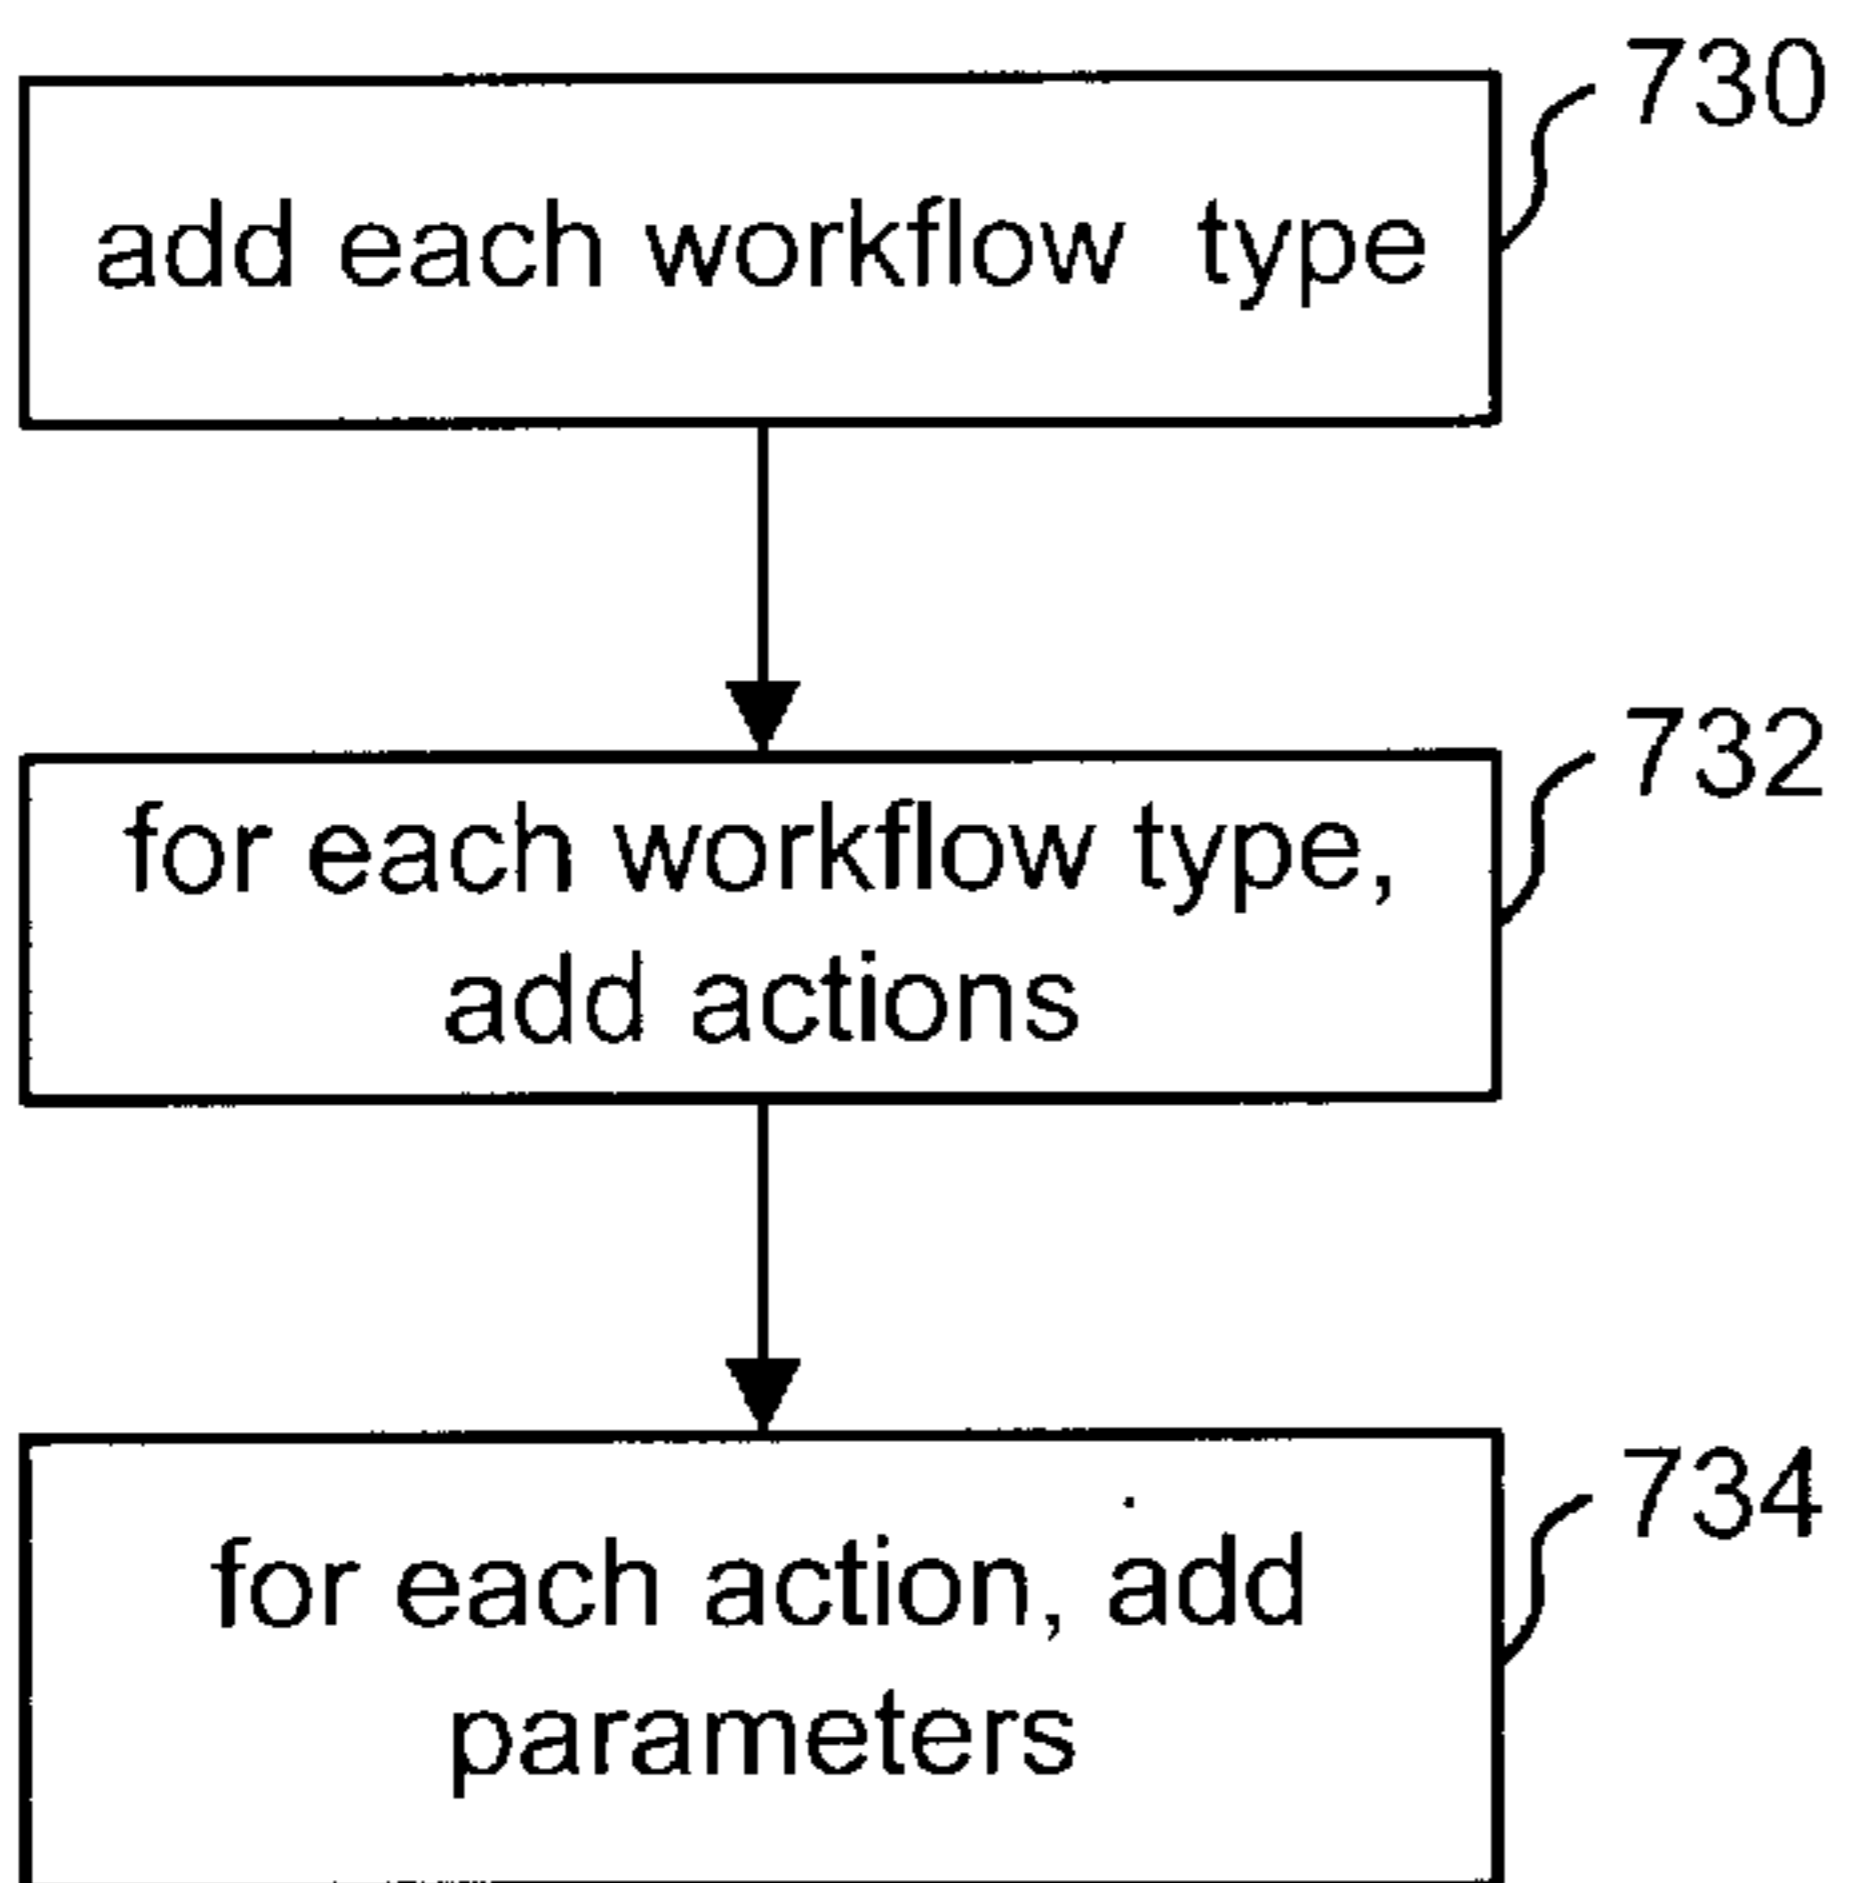 730
add each workflow type
732
for each workflow type,
add actions
734
for each action, add
parameters